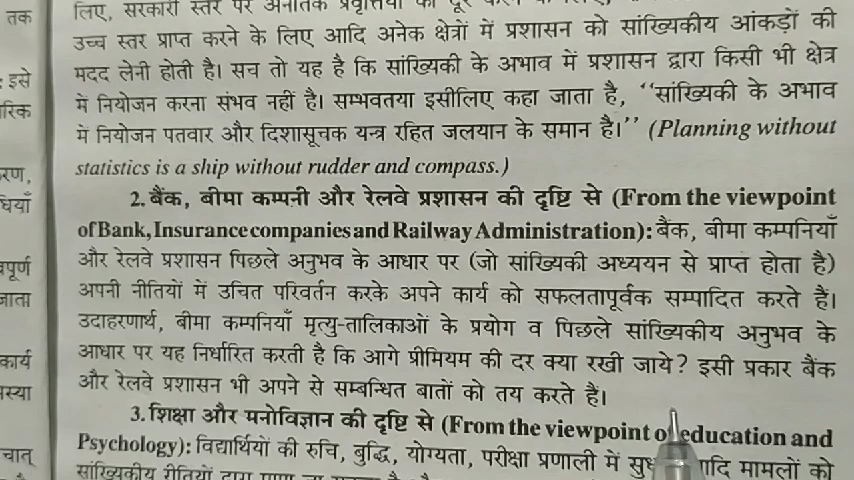 तक
लिए, सरकारी स्तर पर अनैतिक प्रवृत्तियों को दूर करने के लिए,
उच्च स्तर प्राप्त करने के लिए आदि अनेक क्षेत्रों में प्रशासन को सांख्यिकीय आंकड़ों की
: इसे
मदद लेनी होती है। सच तो यह है कि सांख्यिकी के अभाव में प्रशासन द्वारा किसी भी क्षेत्र
रिक
में नियोजन करना संभव नहीं है। सम्भवतया इसीलिए कहा जाता है, ‘‘सांख्यिकी के अभाव
में नियोजन पतवार और दिशासूचक यन्त्र रहित जलयान के समान है।’’ (Planning without
रण,
statistics is a ship without rudder and compass.)
धियाँ
2. बैंक, बीमा कम्पनी और रेलवे प्रशासन की दृष्टि से (From the viewpoint
of Bank, Insurance companies and Railway Administration): बैंक, बीमा कम्पनियाँ
वपूर्ण
और रेलवे प्रशासन पिछले अनुभव के आधार पर (जो सांख्यिकी अध्ययन से प्राप्त होता है)
जाता
अपनी नीतियों में उचित परिवर्तन करके अपने कार्य को सफलतापूर्वक सम्पादित करते हैं।
उदाहरणार्थ, बीमा कम्पनियाँ मृत्यु-तालिकाओं के प्रयोग व पिछले सांख्यिकीय अनुभव के
कार्य
आधार पर यह निर्धारित करती है कि आगे प्रीमियम की दर क्या रखी जाये? इसी प्रकार बैंक
मस्या
और रेलवे प्रशासन भी अपने से सम्बन्धित बातों को तय करते हैं।
3. शिक्षा और मनोविज्ञान की दृष्टि से (From the viewpoint of education and
चात्
Psychology): विद्यार्थियों की रुचि, बुद्धि, योग्यता, परीक्षा प्रणाली में मामलों को
सांख्यिकीय रीतियों द्वारा